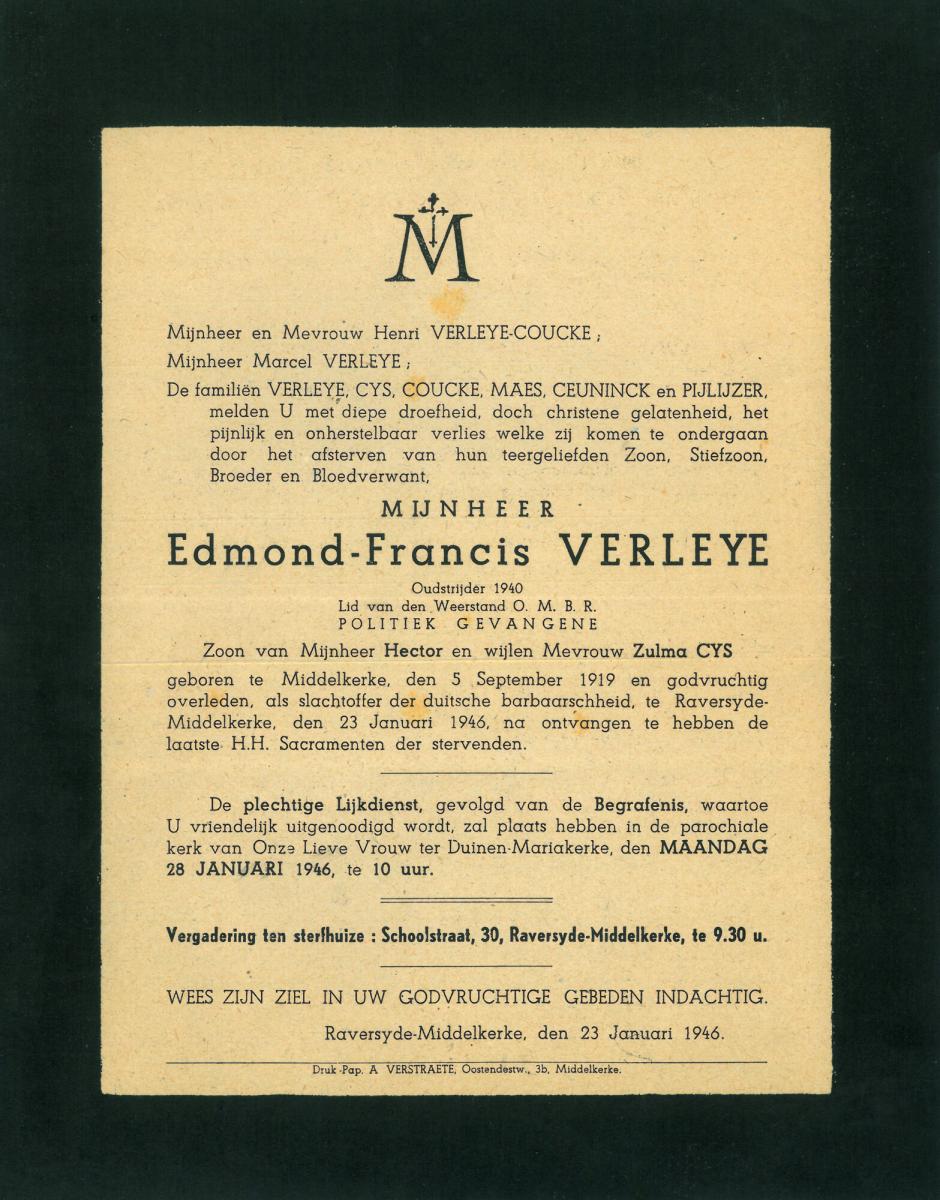 M
Mijnheer en Mevrouw Henri VERLEYE-COUCKE ;
Mijnheer Marcel VERLEYE ;
De familiën VERLEYE, CYS, COUCKE, MAES, CEUNINCK en PIJLIJZER,
melden U met diepe droefheid, doch christene gelatenheid, het
pijnlijk en onherstelbaar verlies welke zij komen te ondergaan
door het afsterven van hun teergeliefden Zoon, Stiefzoon,
Broeder en Bloedverwant,
MIJNHEER
Edmond-Francis VERLEYE
Oudstrijder 1940
Lid van den Weerstand O. M. B. R.
POLITIEK GEVANGENE
Zoon van Mijnheer Hector en wijlen Mevrouw Zulma CYS
geboren te Middelkerke, den 5 September 1919 en godvruchtig
overleden, als slachtoffer der duitsche barbaarschheid, te Raversyde-
Middelkerke, den 23 Januari 1946, na ontvangen te hebben de
laatste H.H. Sacramenten der stervenden.
De plechtige Lijkdienst, gevolgd van de Begrafenis, waartoe
U vriendelijk uitgenoodigd wordt, zal plaats hebben in de parochiale
kerk van Onze Lieve Vrouw ter Duinen-Mariakerke, den MAANDAG
28 JANUARI 1946, te 10 uur.
Vergadering ten sterfhuize : Schoolstraat, 30, Raversyde-Middelkerke, te 9.30 u.
WEES ZIJN ZIEL IN UW GODVRUCHTIGE GEBEDEN INDACHTIG.
Raversyde-Middelkerke, den 23 Januari 1946.
Druk-Pap. A VERSTRAETE, Oostendestw., 3b, Middelkerke.